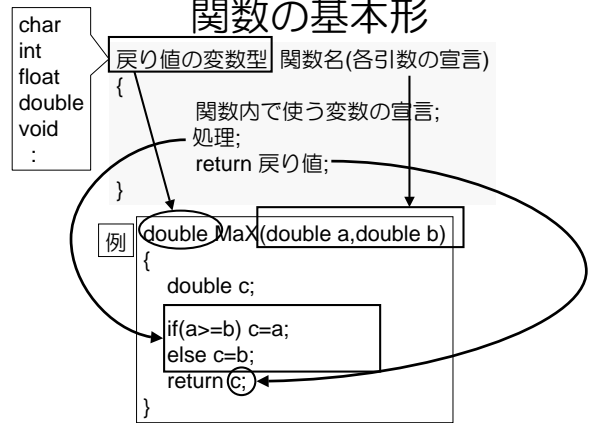 関数の基本形
char
int
float
double
void
:
戻り値の変数型 関数名(各引数の宣言)
{
関数内で使う変数の宣言;
処理;
return 戻り値;
}
例
double MaX(double a,double b)
{
double c;
if(a>=b) c=a;
else c=b;
return c;
}